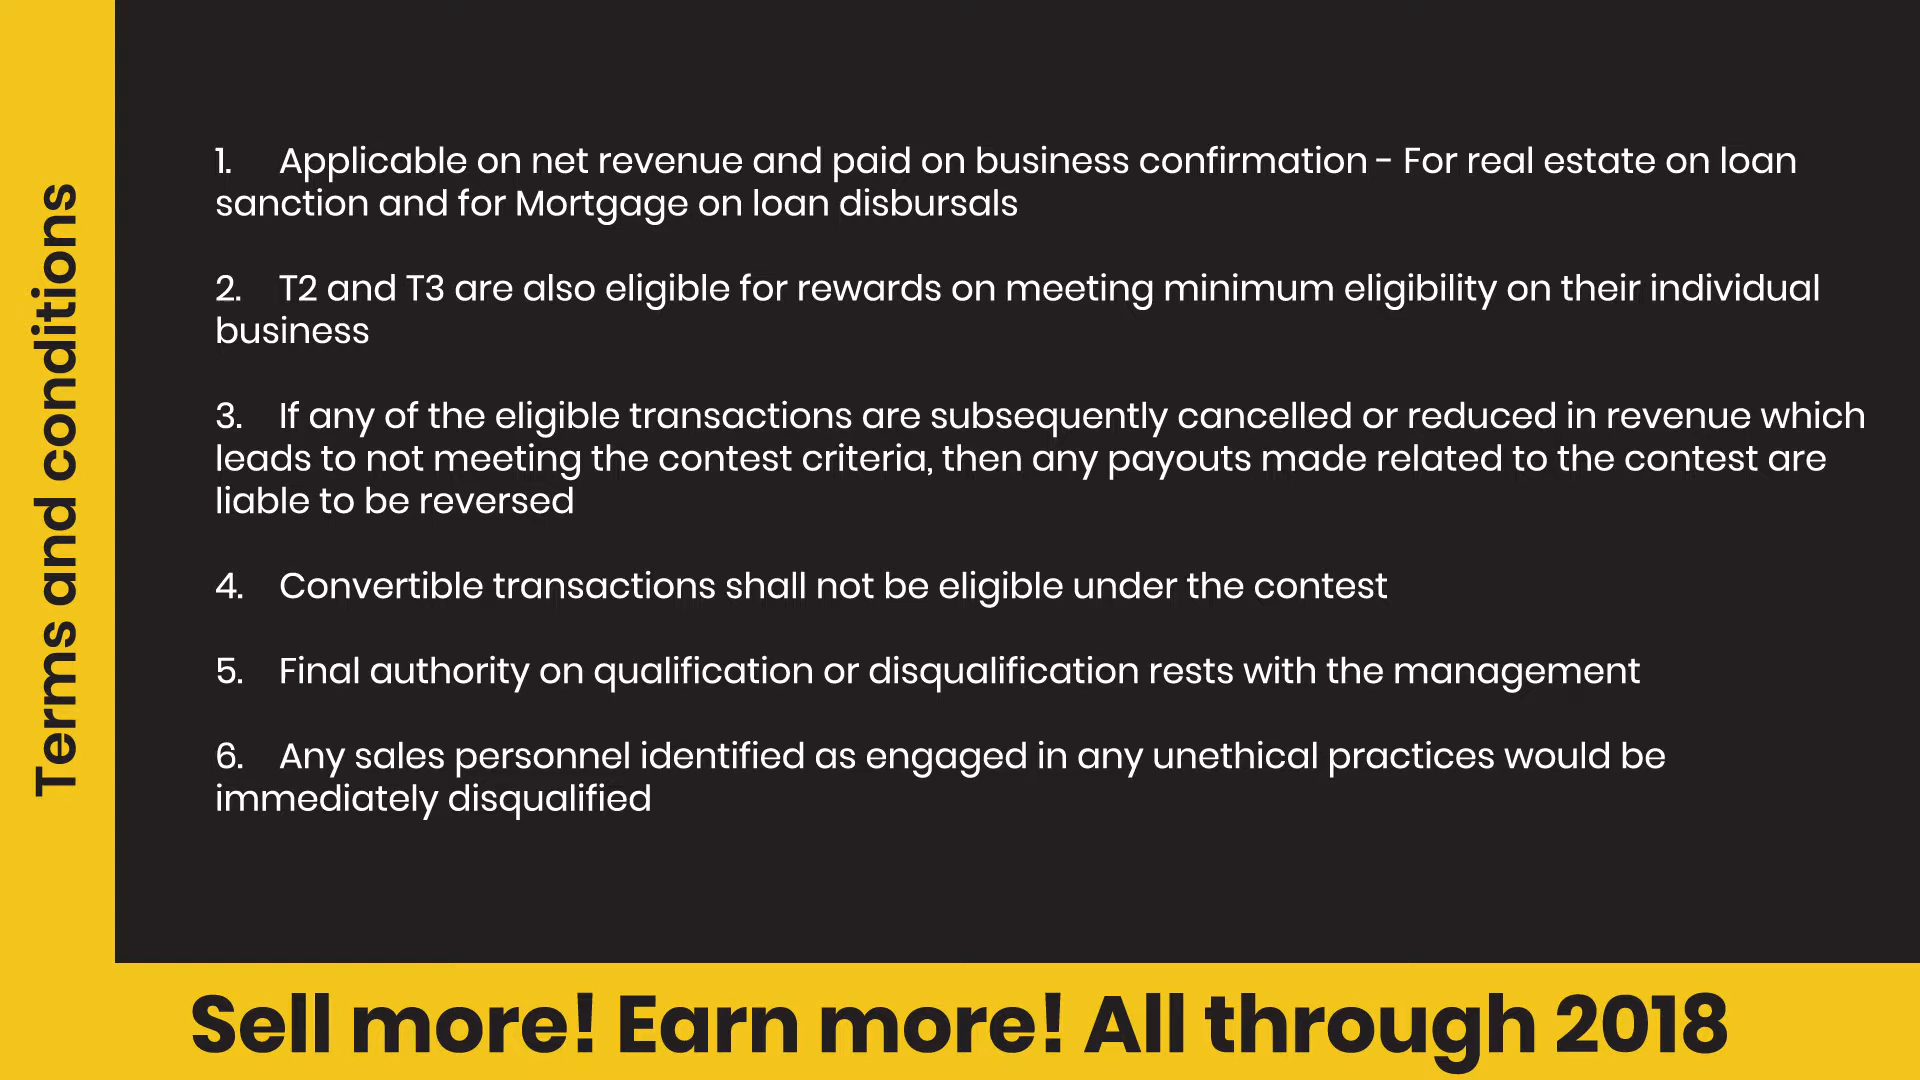 Terms and conditions
1. Applicable on net revenue and paid on business confirmation - For real estate on loan
sanction and for Mortgage on loan disbursals
2. T2 and T3 are also eligible for rewards on meeting minimum eligibility on their individual
business
3. If any of the eligible transactions are subsequently cancelled or reduced in revenue which
leads to not meeting the contest criteria, then any payouts made related to the contest are
liable to be reversed
4. Convertible transactions shall not be eligible under the contest
5. Final authority on qualification or disqualification rests with the management
6. Any sales personnel identified as engaged in any unethical practices would be
immediately disqualified
Sell more! Earn more! All through 2018